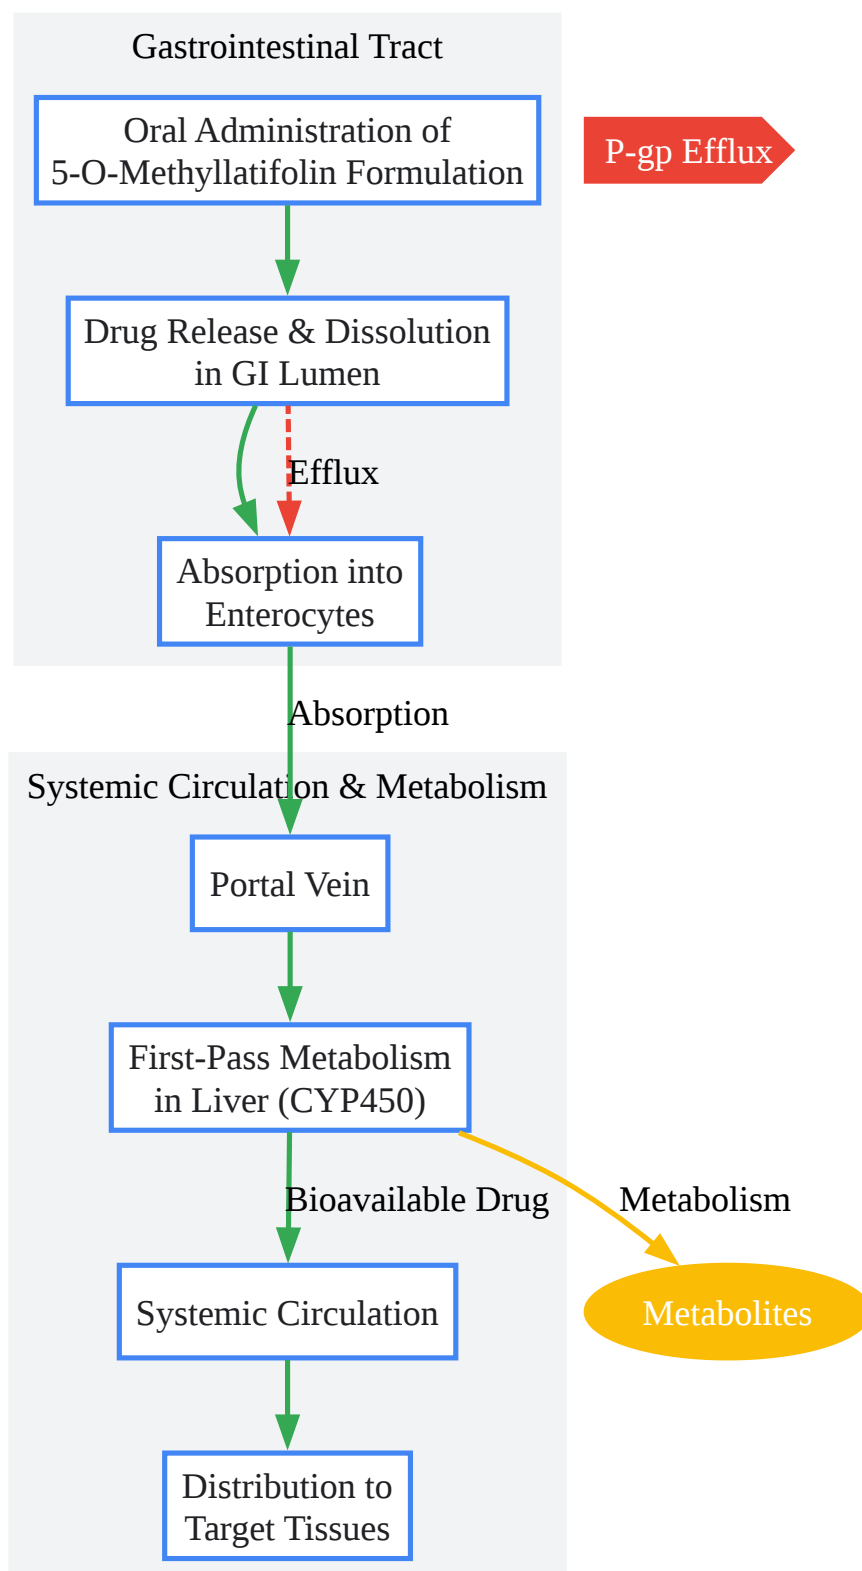 Gastrointestinal Tract
Oral Administration of
5-O-Methyllatifolin Formulation
P-gp Efflux
Drug Release & Dissolution
in GI Lumen
Efflux
Absorption into
Enterocytes
Absorption
Systemic Circulation & Metabolism
Portal Vein
First-Pass Metabolism
in Liver (CYP450)
Bioavailable Drug
Metabolism
Systemic Circulation
Metabolites
Distribution to
Target Tissues